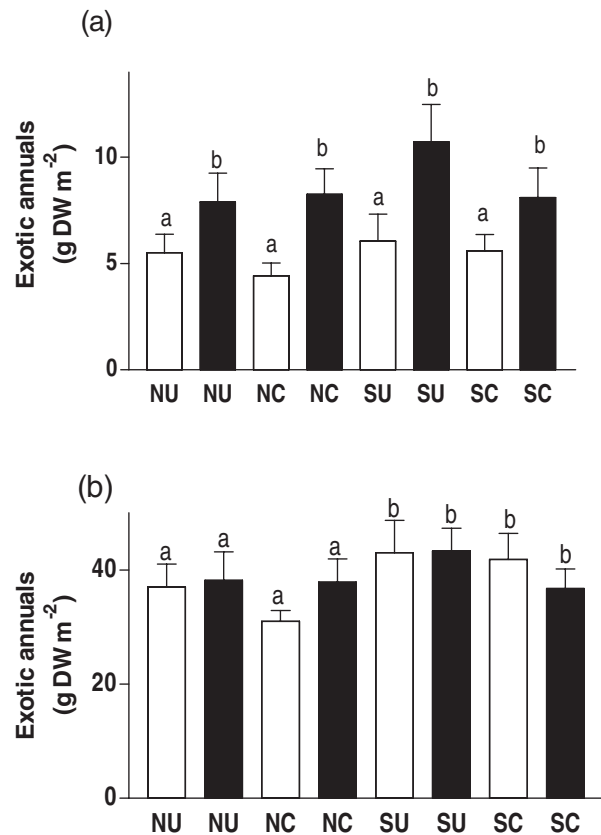 (a)
Exotic annuals
(g DW m⁻²)
10
5
0
a b a b a b a b
NU NU NC NC SU SU SC SC
(b)
Exotic annuals
(g DW m⁻²)
40
20
0
a a a a b b b b
NU NU NC NC SU SU SC SC